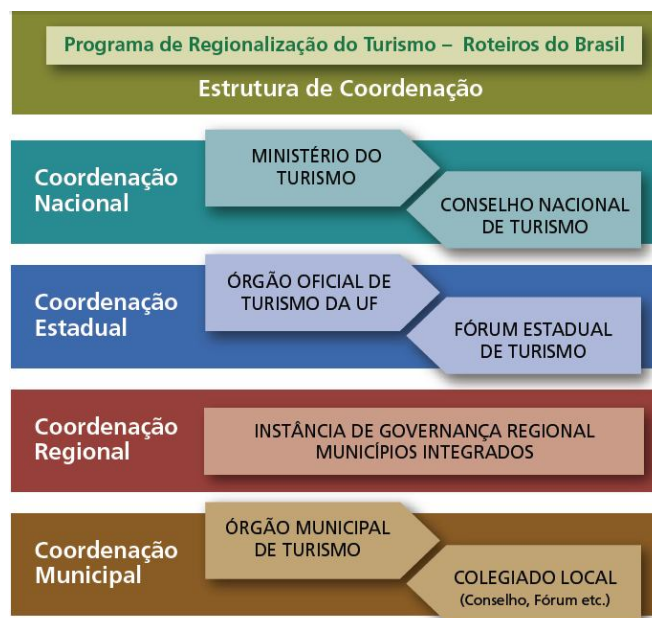 Programa de Regionalização do Turismo – Roteiros do Brasil
Estrutura de Coordenação
Coordenação
Nacional
MINISTÉRIO DO
TURISMO
CONSELHO NACIONAL
DE TURISMO
Coordenação
Estadual
ÓRGÃO OFICIAL DE
TURISMO DA UF
FÓRUM ESTADUAL
DE TURISMO
Coordenação
Regional
INSTÂNCIA DE GOVERNANÇA REGIONAL
MUNICÍPIOS INTEGRADOS
Coordenação
Municipal
ÓRGÃO MUNICIPAL
DE TURISMO
COLEGIADO LOCAL
(Conselho, Fórum etc.)